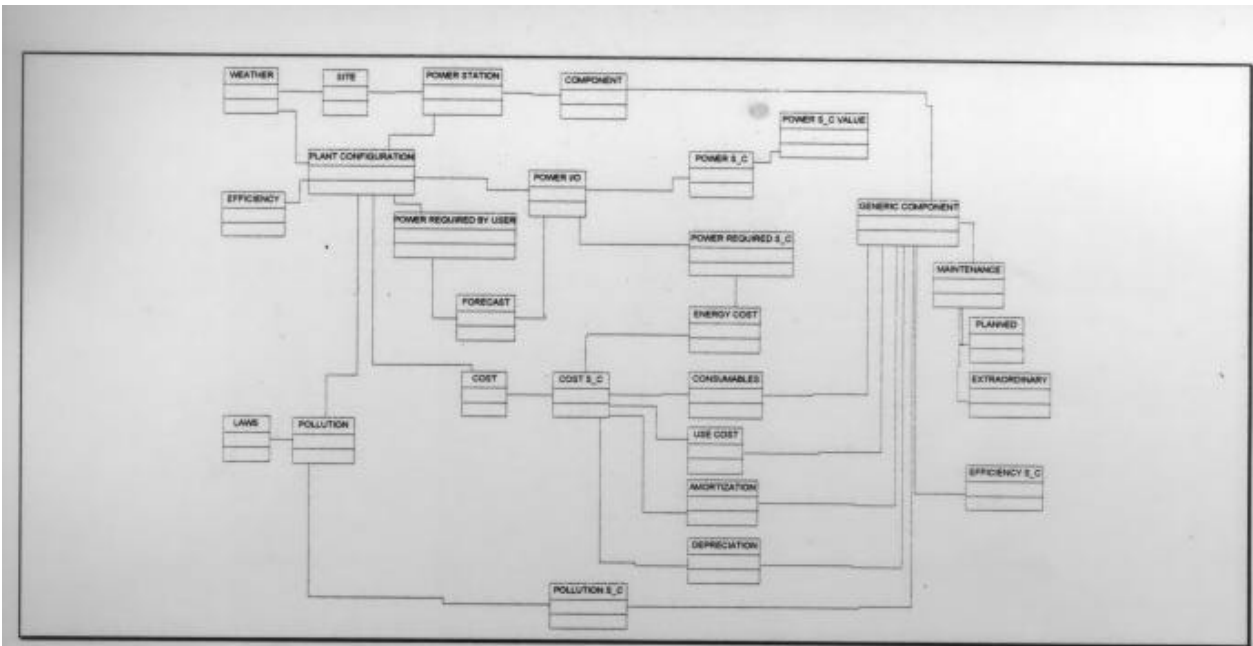 WEATHER
SITE
POWER STATION
COMPONENT
POWER S_C VALUE
PLANT CONFIGURATION
POWER S_C
POWER I/O
EFFICIENCY
GENERIC COMPONENT
POWER REQUIRED BY USER
POWER REQUIRED S_C
MAINTENANCE
FORECAST
ENERGY COST
PLANNED
COST
COST S_C
CONSUMABLES
EXTRAORDINARY
LAWS
POLLUTION
USE COST
EFFICIENCY S_C
AMORTIZATION
DEPRECIATION
POLLUTION S_C